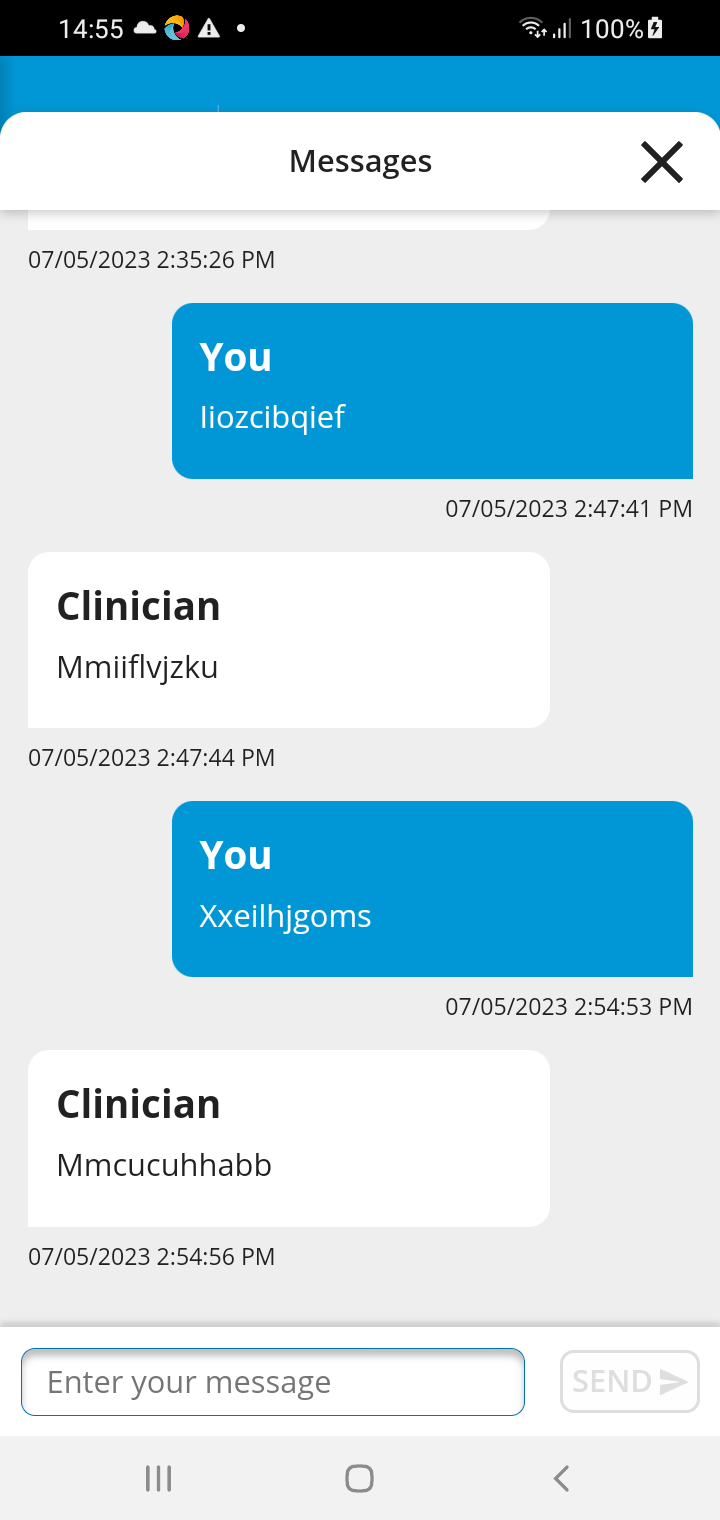 14:55
100%
Messages
07/05/2023 2:35:26 PM
You
Iiozcibqief
07/05/2023 2:47:41 PM
Clinician
Mmiiflvjzku
07/05/2023 2:47:44 PM
You
Xxeilhjgoms
07/05/2023 2:54:53 PM
Clinician
Mmcucuhhabb
07/05/2023 2:54:56 PM
Enter your message
SEND